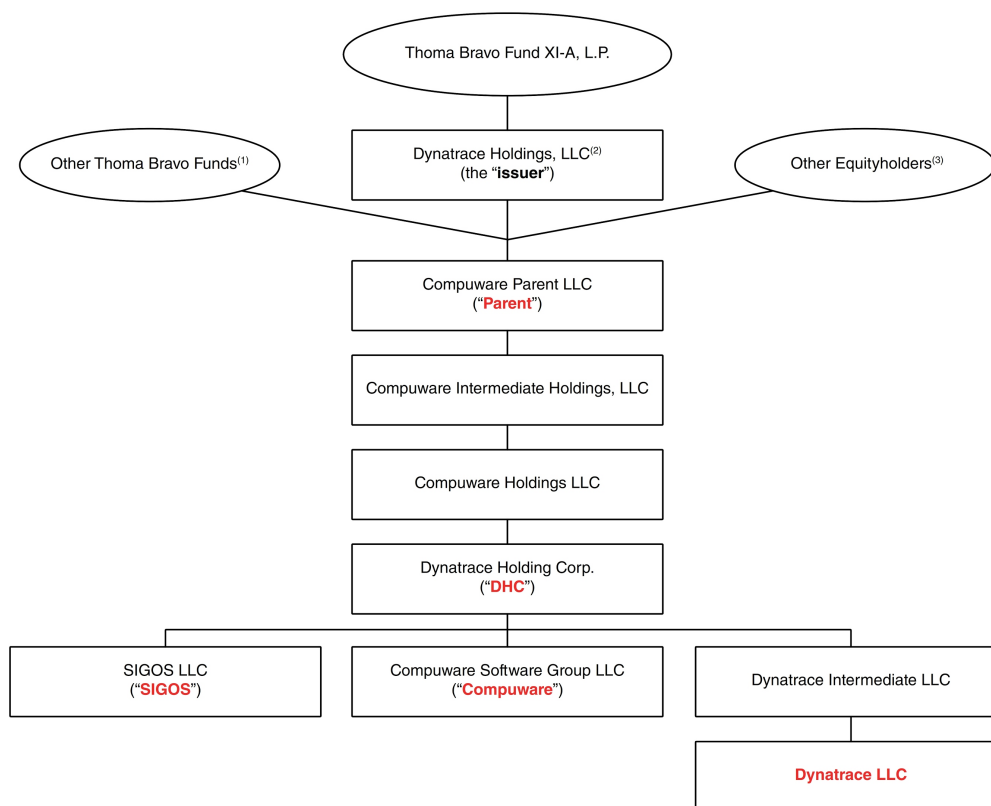 Thoma Bravo Fund XI-A, L.P.
Other Thoma Bravo Funds(1)
Dynatrace Holdings, LLC(2)
(the “issuer”)
Other Equityholders(3)
Compuware Parent LLC
(“Parent”)
Compuware Intermediate Holdings, LLC
Compuware Holdings LLC
Dynatrace Holding Corp.
(“DHC”)
SIGOS LLC
(“SIGOS”)
Compuware Software Group LLC
(“Compuware”)
Dynatrace Intermediate LLC
Dynatrace LLC